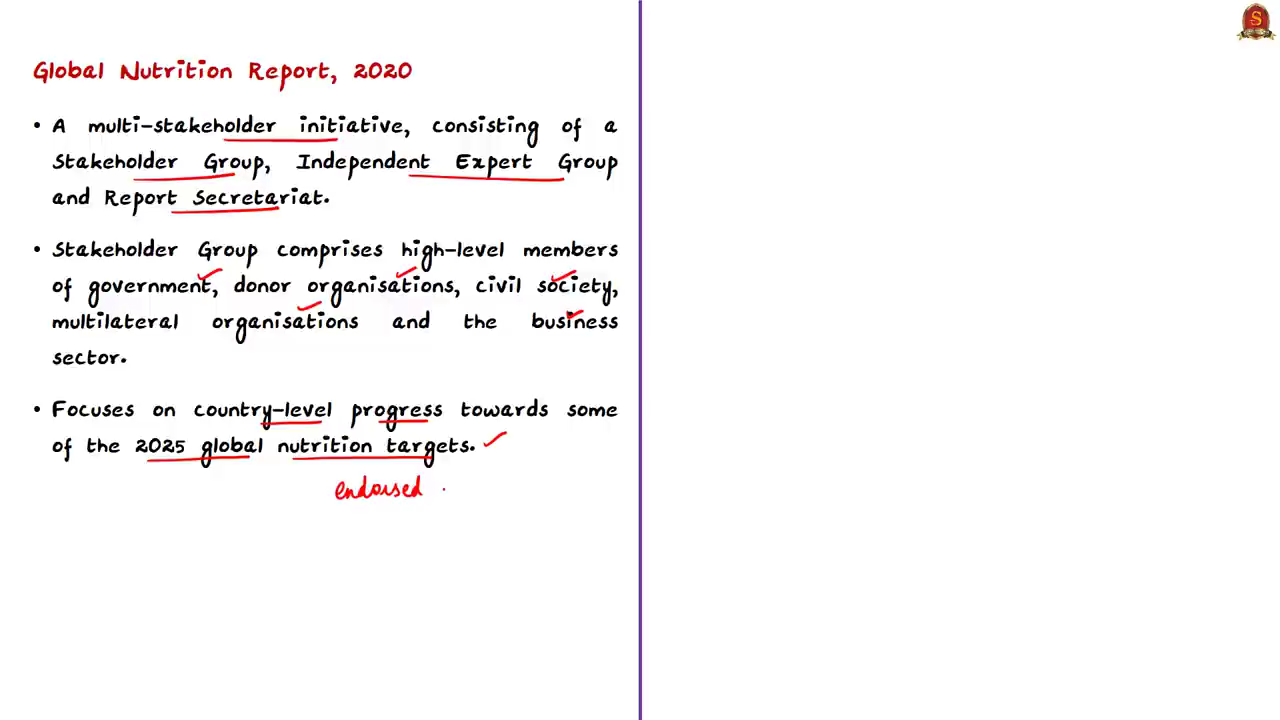 Global Nutrition Report, 2020
• A multi-stakeholder initiative, consisting of a
Stakeholder Group, Independent Expert Group
and Report Secretariat.
• Stakeholder Group comprises high-level members
of government, donor organisations, civil society,
multilateral organisations and the business
sector.
• Focuses on country-level progress towards some
of the 2025 global nutrition targets.
endorsed
S